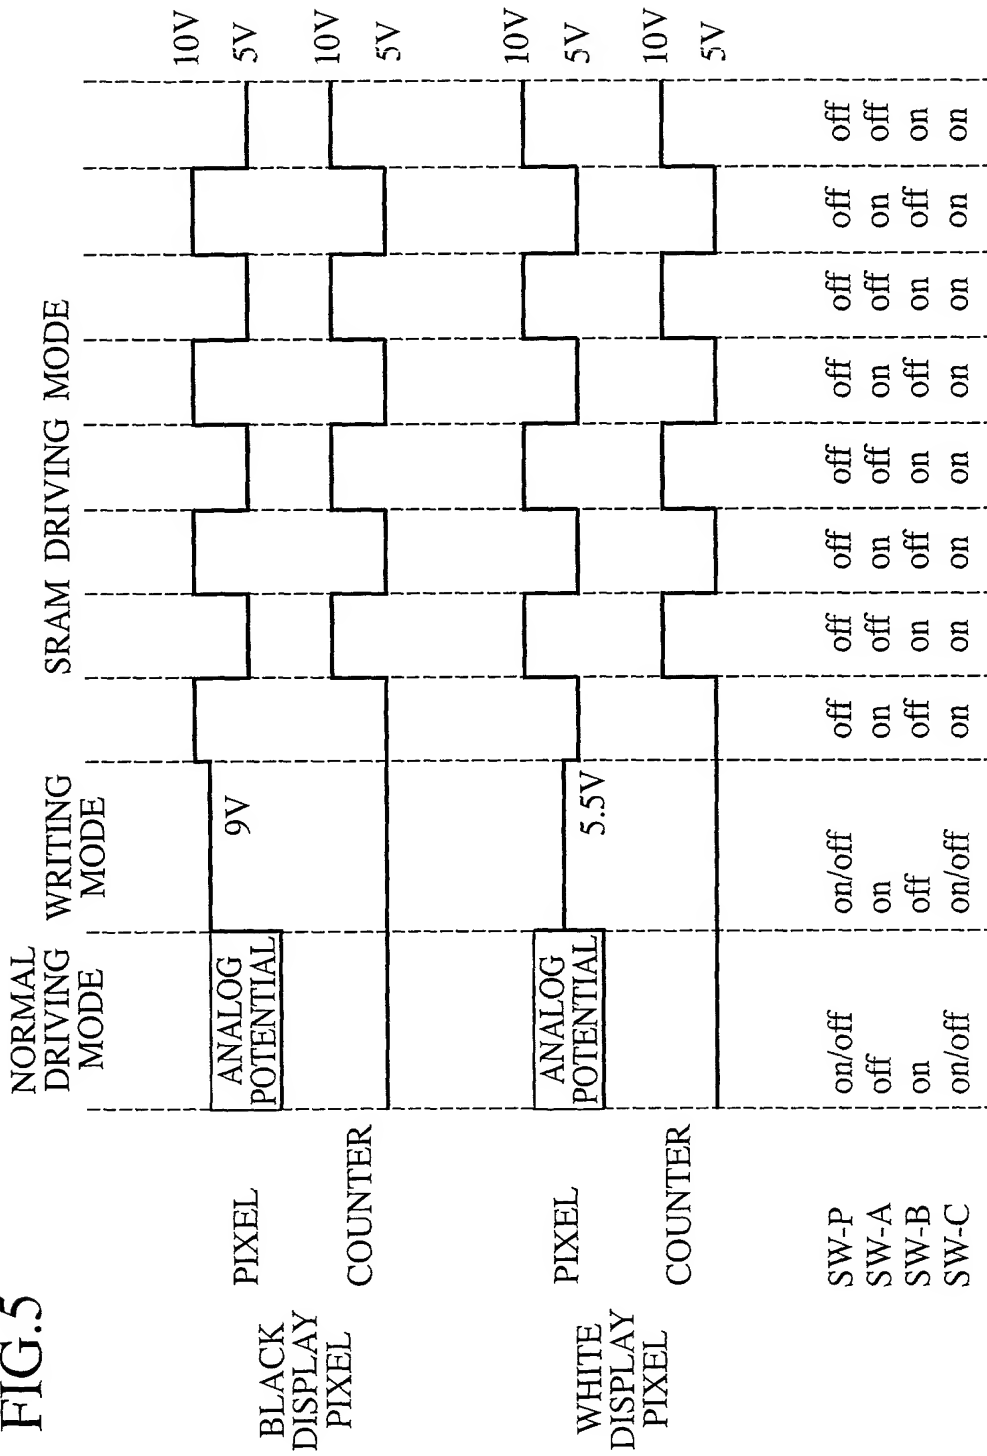 FIG.5
NORMAL
DRIVING
MODE
WRITING
MODE
SRAM DRIVING MODE
BLACK
DISPLAY
PIXEL
PIXEL
ANALOG
POTENTIAL
9V
10V
5V
COUNTER
10V
5V
WHITE
DISPLAY
PIXEL
PIXEL
ANALOG
POTENTIAL
5.5V
10V
5V
COUNTER
10V
5V
SW-P on/off on/off off off off off off off off off
SW-A off on on off on off on off on off
SW-B on off off on off on off on off on
SW-C on/off on/off on on on on on on on on